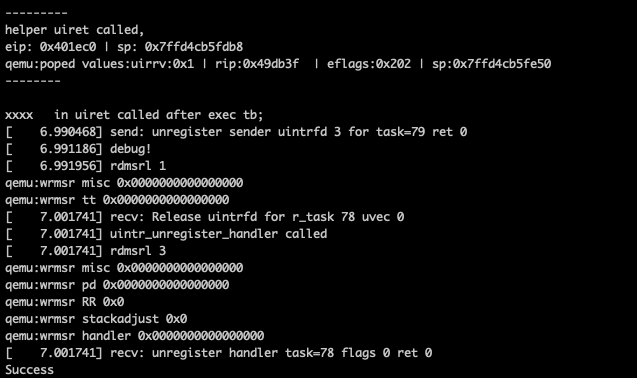 ---------
helper uiret called,
eip: 0x401ec0 | sp: 0x7ffd4cb5fdb8
qemu:poped values:uirrv:0x1 | rip:0x49db3f  | eflags:0x202 | sp:0x7ffd4cb5fe50
--------
xxxx   in uiret called after exec tb;
[    6.990468] send: unregister sender uintrfd 3 for task=79 ret 0
[    6.991186] debug!
[    6.991956] rdmsrl 1
qemu:wrmsr misc 0x0000000000000000
qemu:wrmsr tt 0x0000000000000000
[    7.001741] recv: Release uintrfd for r_task 78 uvec 0
[    7.001741] uintr_unregister_handler called
[    7.001741] rdmsrl 3
qemu:wrmsr misc 0x0000000000000000
qemu:wrmsr pd 0x0000000000000000
qemu:wrmsr RR 0x0
qemu:wrmsr stackadjust 0x0
qemu:wrmsr handler 0x0000000000000000
[    7.001741] recv: unregister handler task=78 flags 0 ret 0
Success